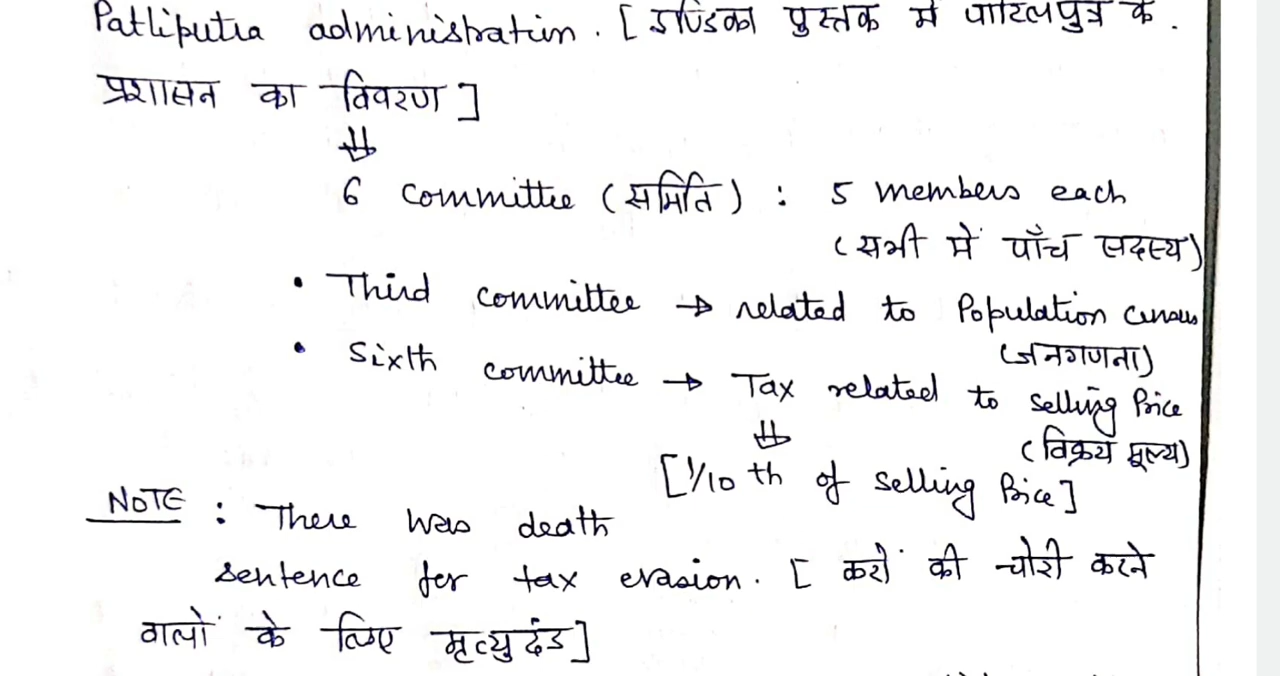 Patliputra administration. [ इण्डिका पुस्तक में पाटलिपुत्र के
प्रशासन का विवरण ]
6 committee (समिति) : 5 members each
(सभी में पाँच सदस्य)
• Third committee → related to Population census
(जनगणना)
• Sixth committee → Tax related to selling Price
(विक्रय मूल्य)
[1/10 th of selling Price]
NOTE : There was death
sentence for tax evasion. [ करों की चोरी करने
वालों के लिए मृत्युदंड]